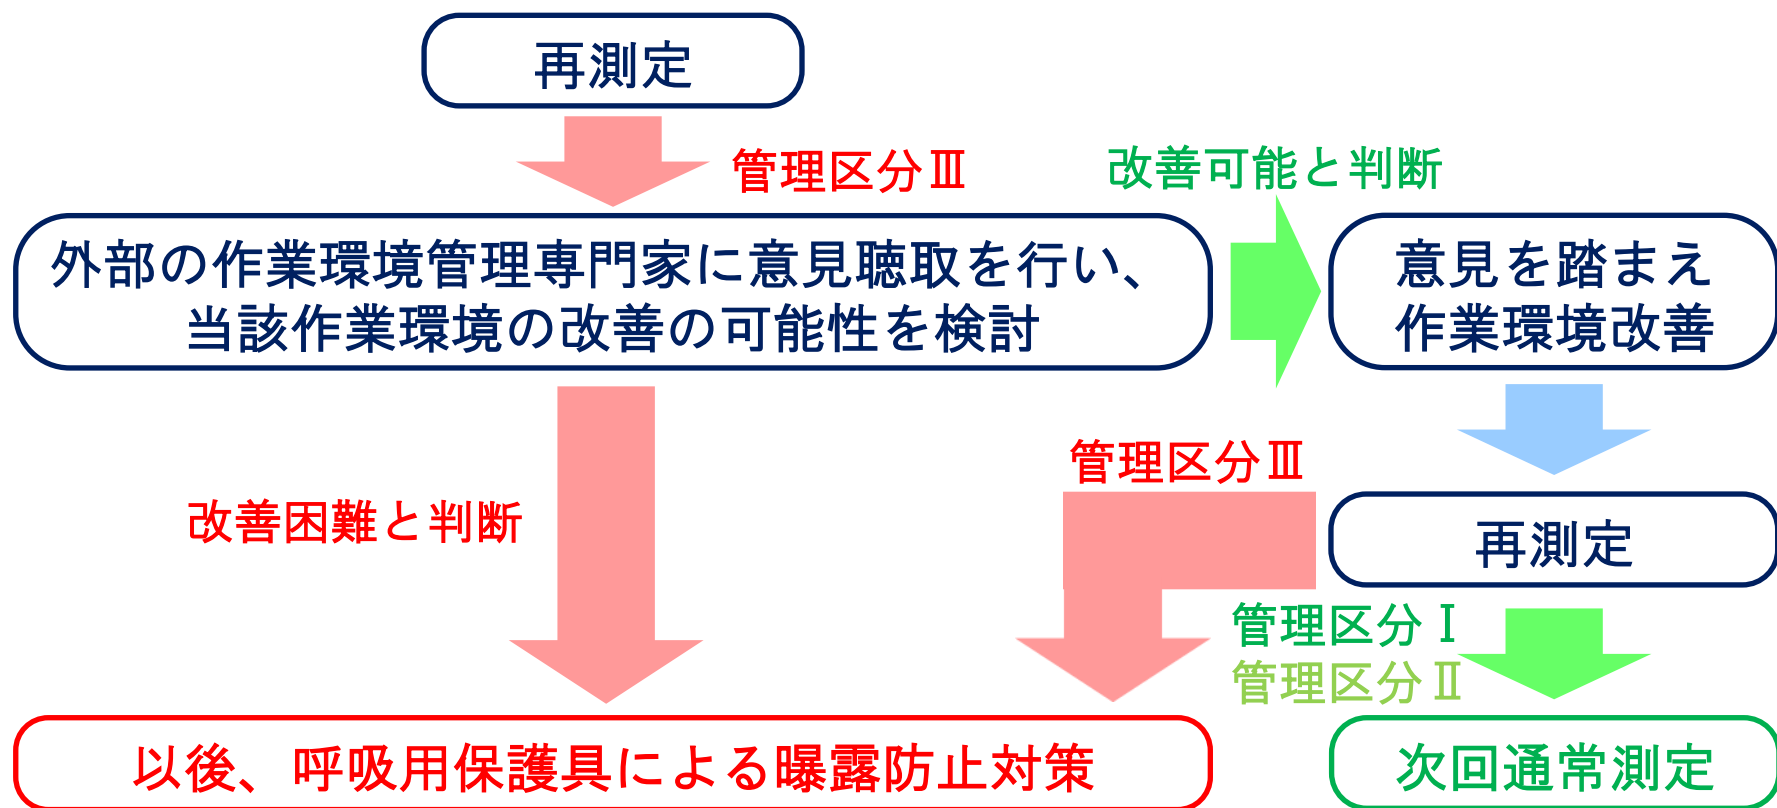 再測定
管理区分Ⅲ
改善可能と判断
外部の作業環境管理専門家に意見聴取を行い、
当該作業環境の改善の可能性を検討
意見を踏まえ
作業環境改善
管理区分Ⅲ
改善困難と判断
再測定
管理区分Ⅰ
管理区分Ⅱ
以後、呼吸用保護具による曝露防止対策
次回通常測定